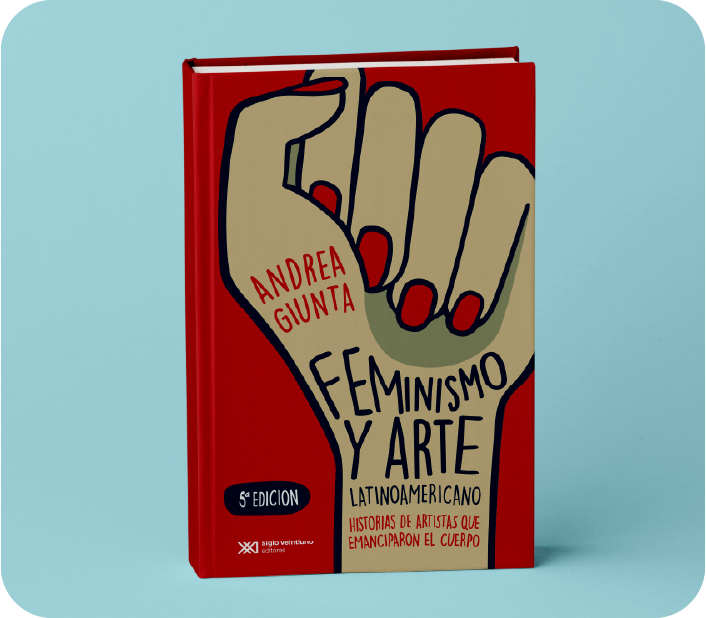 ANDREA
GIUNTA
FEMINISMO
Y ARTE
LATINOAMERICANO
HISTORIAS DE ARTISTAS QUE
EMANCIPARON EL CUERPO
5ª EDICION
siglo veintiuno
editores